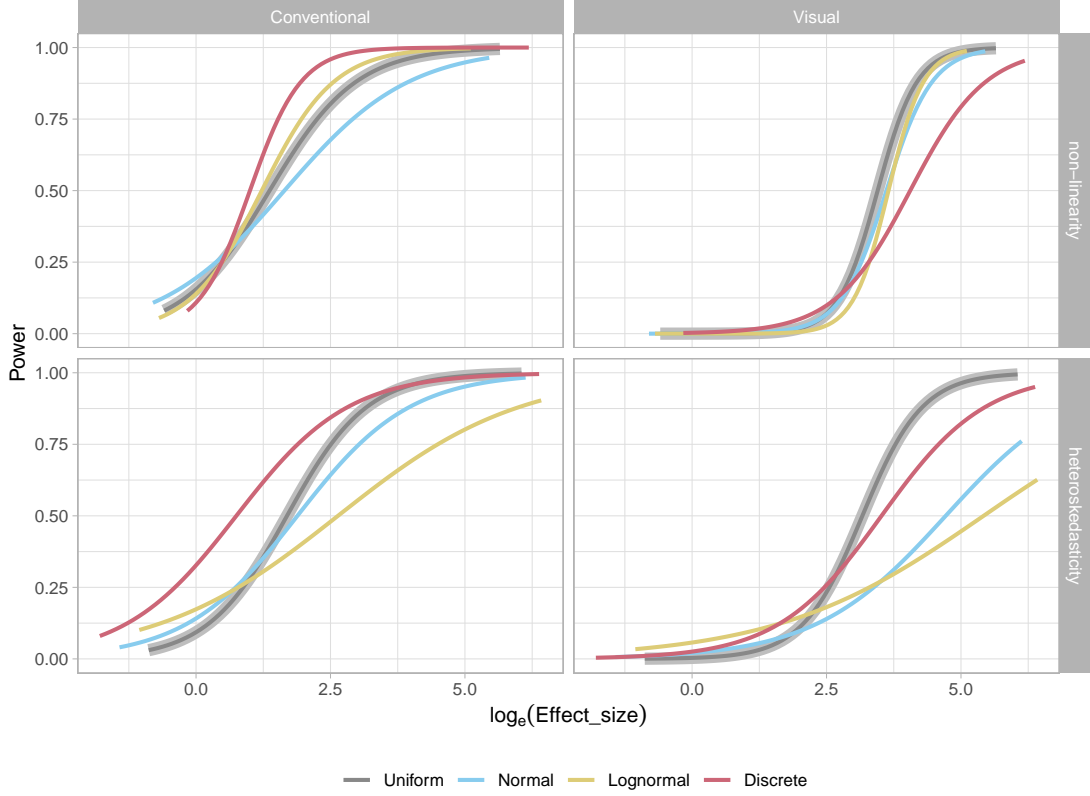 Conventional
Visual
1.00
0.75
0.50
0.25
0.00
non−linearity
Power
1.00
0.75
0.50
0.25
0.00
heteroskedasticity
0.0 2.5 5.0
0.0 2.5 5.0
logₑ(Effect_size)
Uniform Normal Lognormal Discrete